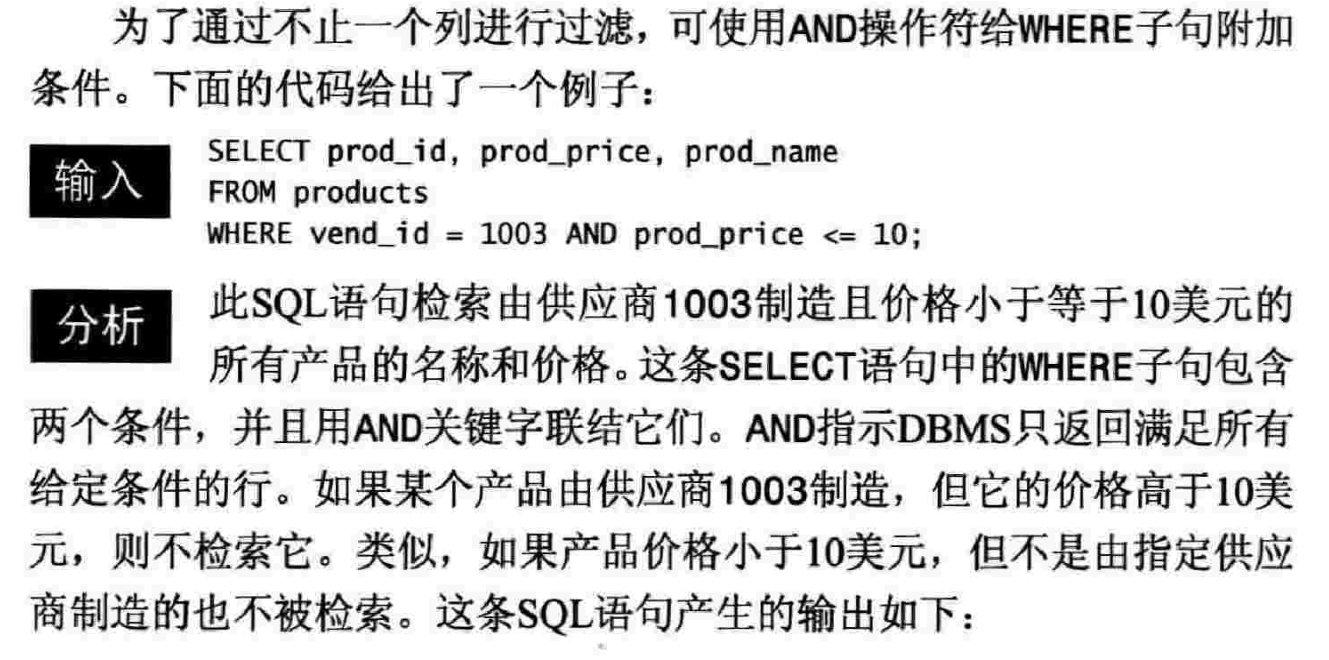 为了通过不止一个列进行过滤，可使用AND操作符给WHERE子句附加
条件。下面的代码给出了一个例子：
输入
SELECT prod_id, prod_price, prod_name
FROM products
WHERE vend_id = 1003 AND prod_price <= 10;
分析
此SQL语句检索由供应商1003制造且价格小于等于10美元的
所有产品的名称和价格。这条SELECT语句中的WHERE子句包含
两个条件，并且用AND关键字联结它们。AND指示DBMS只返回满足所有
给定条件的行。如果某个产品由供应商1003制造，但它的价格高于10美
元，则不检索它。类似，如果产品价格小于10美元，但不是由指定供应
商制造的也不被检索。这条SQL语句产生的输出如下：